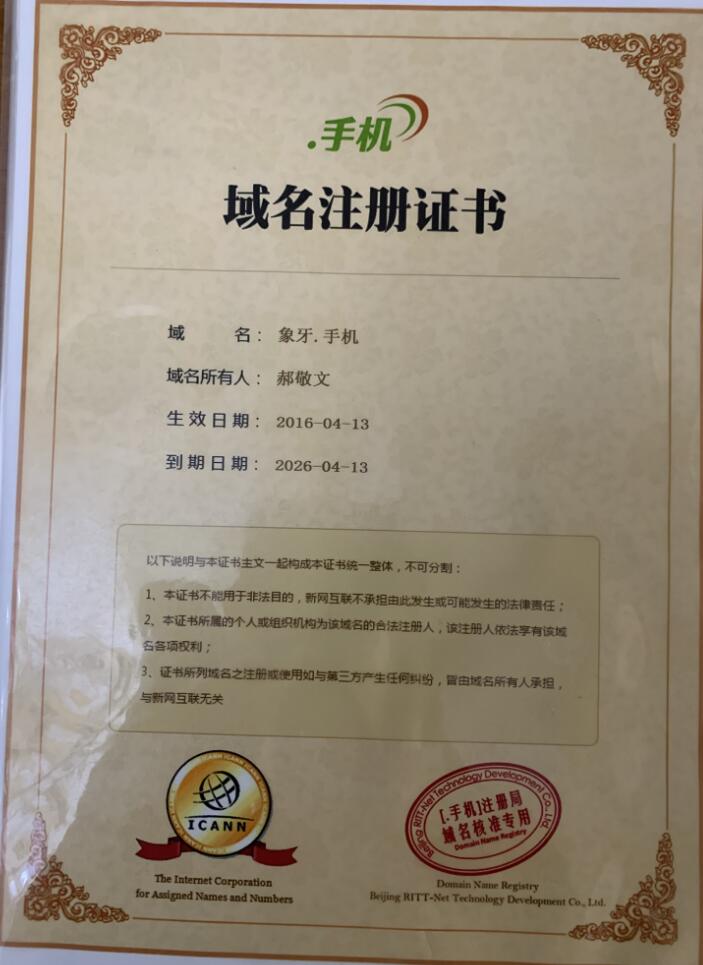 .手机
域名注册证书
域 名： 象牙.手机
域名所有人： 郝敬文
生效日期： 2016-04-13
到期日期： 2026-04-13
以下说明与本证书主文一起构成本证书统一整体，不可分割：
1、本证书不能用于非法目的，新网互联不承担由此发生或可能发生的法律责任；
2、本证书所属的个人或组织机构为该域名的合法注册人，该注册人依法享有该域
名各项权利；
3、证书所列域名之注册或使用如与第三方产生任何纠纷，皆由域名所有人承担，
与新网互联无关
ICANN ICANN ICANN
ICANN
The Internet Corporation
for Assigned Names and Numbers
Beijing RITT-Net Technology Development Co., Ltd.
[.手机]注册局
域名核准专用
Domain Name Registry
Domain Name Registry
Beijing RITT-Net Technology Development Co., Ltd.